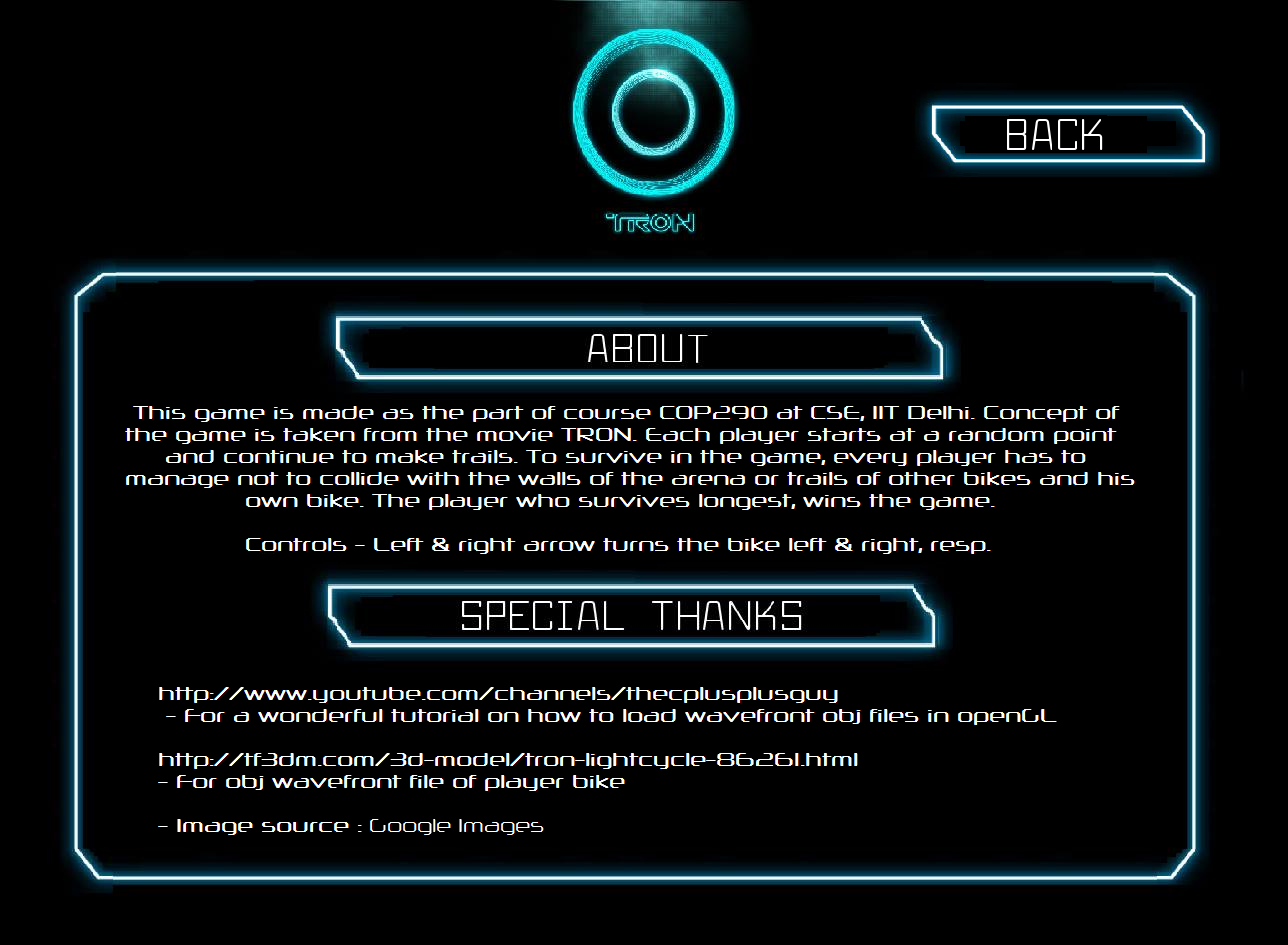 TRON
BACK
ABOUT
This game is made as the part of course COP290 at CSE, IIT Delhi. Concept of
the game is taken from the movie TRON. Each player starts at a random point
and continue to make trails. To survive in the game, every player has to
manage not to collide with the walls of the arena or trails of other bikes and his
own bike. The player who survives longest, wins the game.
Controls - Left & right arrow turns the bike left & right, resp.
SPECIAL THANKS
http://www.youtube.com/channels/thecplusplusguy
- For a wonderful tutorial on how to load wavefront obj files in openGL
http://tf3dm.com/3d-model/tron-lightcycle-86261.html
- For obj wavefront file of player bike
- Image source : Google Images